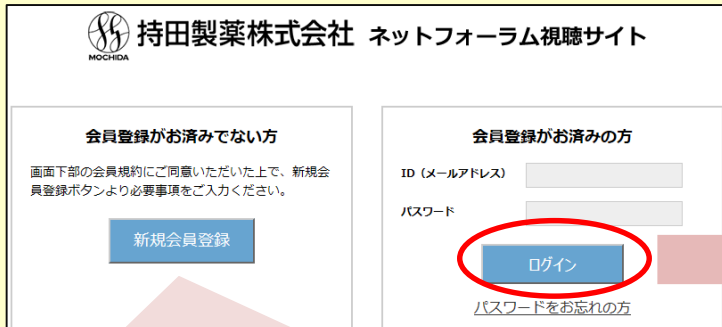 MOCHIDA
持田製薬株式会社 ネットフォーラム視聴サイト
会員登録がお済みでない方
画面下部の会員規約にご同意いただいた上で、新規会
員登録ボタンより必要事項をご入力ください。
新規会員登録
会員登録がお済みの方
ID（メールアドレス）
パスワード
ログイン
パスワードをお忘れの方